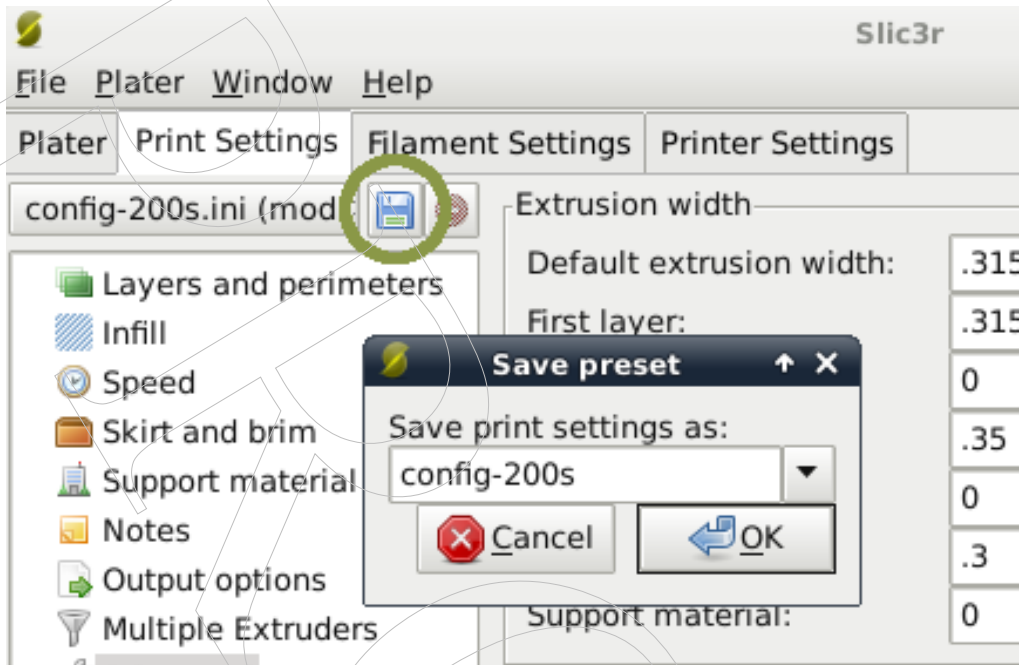 Slic3r
File Plater Window Help
Plater Print Settings Filament Settings Printer Settings
config-200s.ini (mod
Extrusion width
Default extrusion width: .315
Layers and perimeters
First layer: .315
Infill
Save preset
0
Speed
Save print settings as:
.35
Skirt and brim
config-200s
0
Support material
Cancel OK
.3
Notes
Output options
Support material: 0
Multiple Extruders